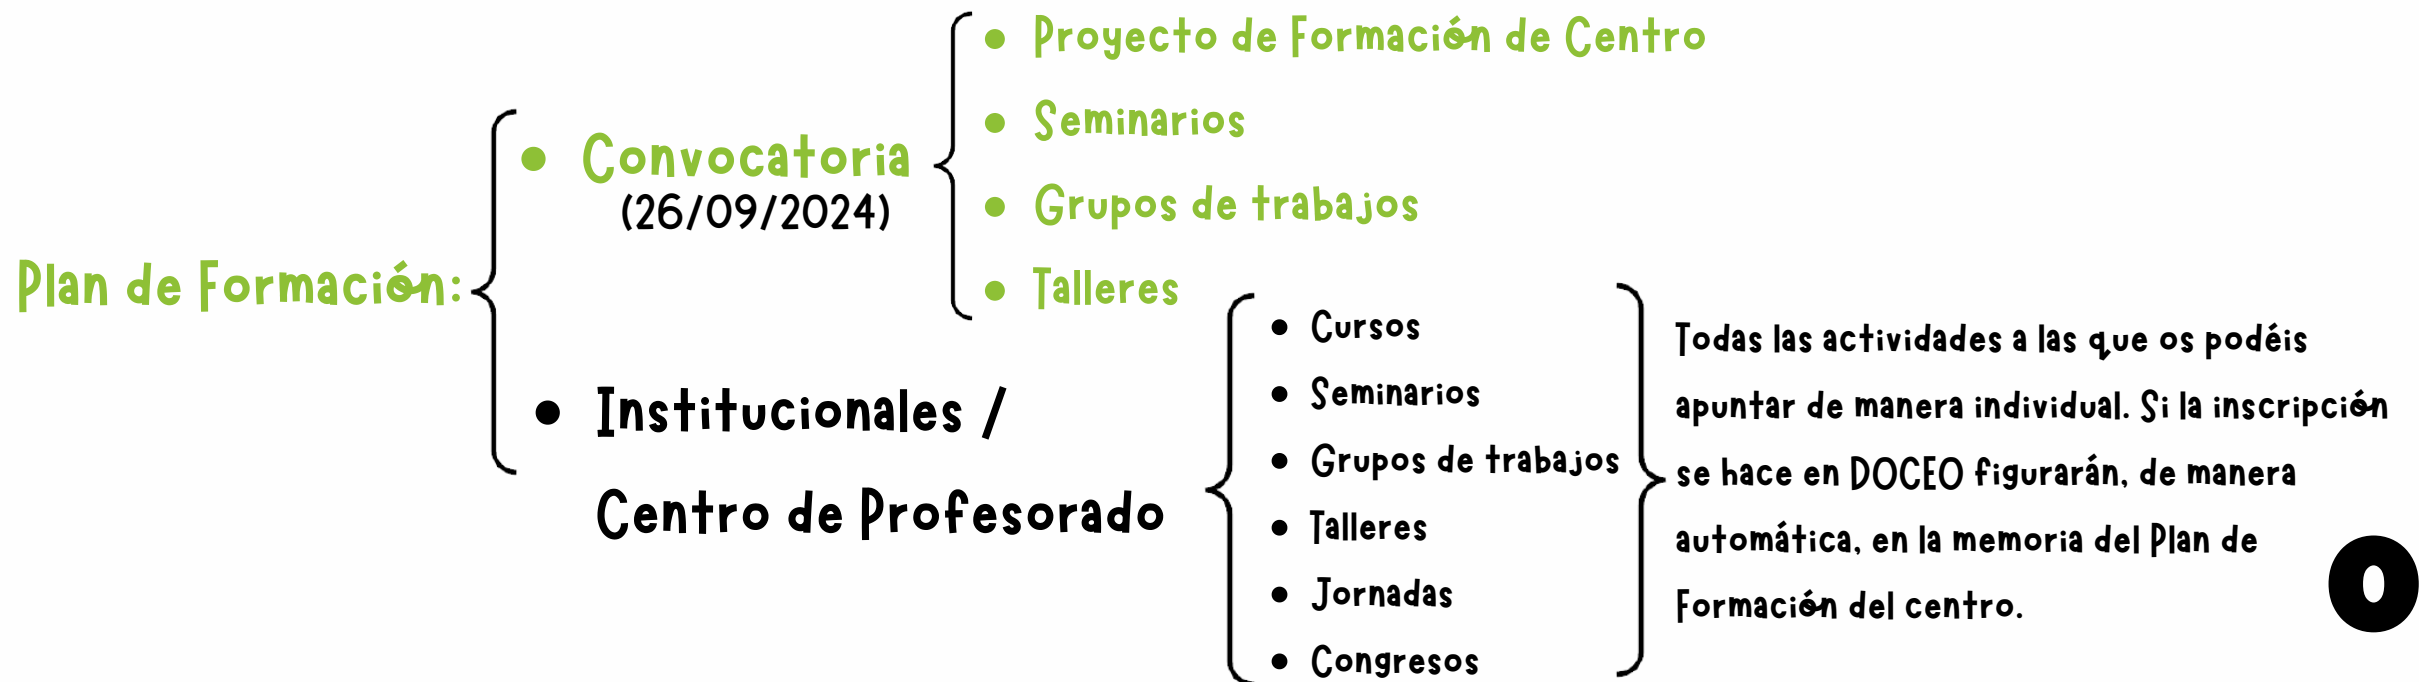 Plan de Formación:
• Convocatoria
(26/09/2024)
• Proyecto de Formación de Centro
• Seminarios
• Grupos de trabajos
• Talleres
• Institucionales /
Centro de Profesorado
• Cursos
• Seminarios
• Grupos de trabajos
• Talleres
• Jornadas
• Congresos
Todas las actividades a las que os podéis
apuntar de manera individual. Si la inscripción
se hace en DOCEO figurarán, de manera
automática, en la memoria del Plan de
Formación del centro.
O